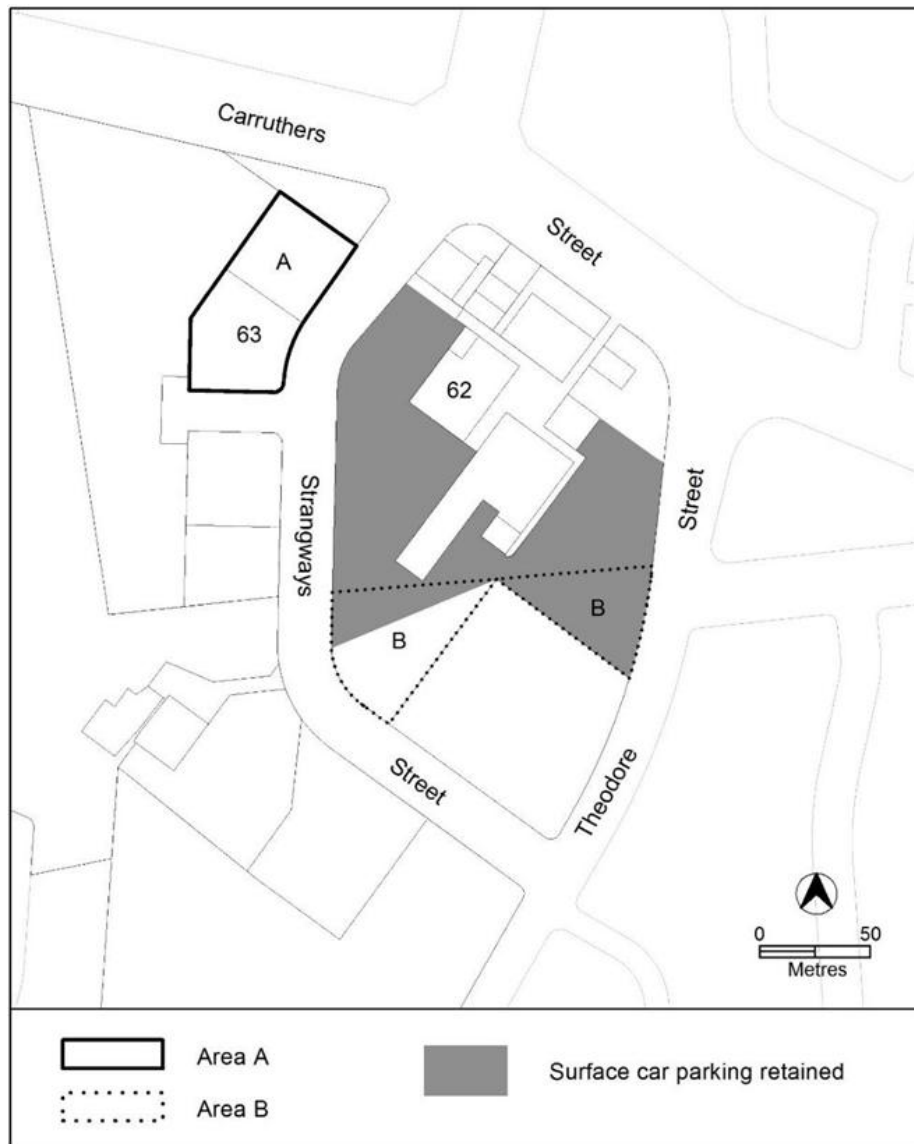 Carruthers
Street
A
63
62
Street
Strangways
B
B
Street
Theodore
0 50
Metres
Area A
Surface car parking retained
Area B